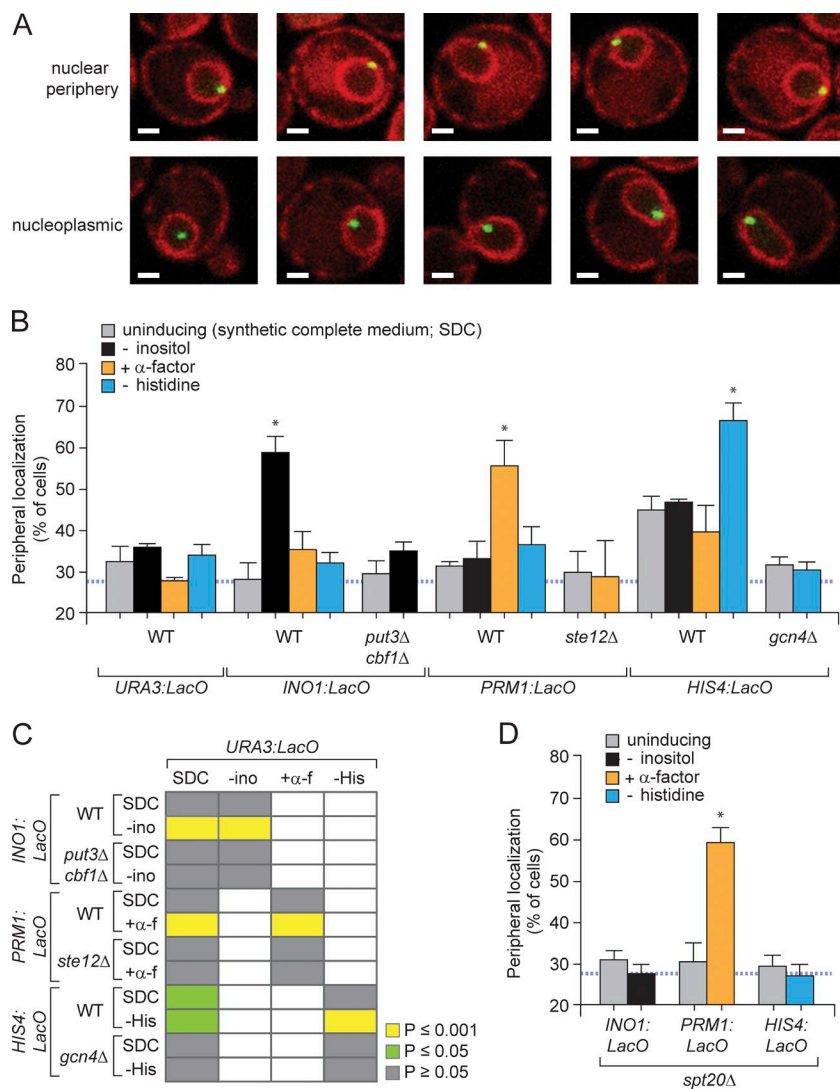 A
nuclear
periphery
nucleoplasmic
B
uninducing (synthetic complete medium; SDC)
- inositol
+ α-factor
- histidine
Peripheral localization
(% of cells)
80
70
60
50
40
30
20
*
*
*
WT
WT
put3Δ
cbf1Δ
WT
ste12Δ
WT
gcn4Δ
URA3:LacO
INO1:LacO
PRM1:LacO
HIS4:LacO
C
URA3:LacO
SDC
-ino
+α-f
-His
INO1:
LacO
WT
SDC
-ino
put3Δ
cbf1Δ
SDC
-ino
PRM1:
LacO
WT
SDC
+α-f
ste12Δ
SDC
+α-f
HIS4:
LacO
WT
SDC
-His
gcn4Δ
SDC
-His
P ≤ 0.001
P ≤ 0.05
P ≥ 0.05
D
uninducing
- inositol
+ α-factor
- histidine
Peripheral localization
(% of cells)
80
70
60
50
40
30
20
*
INO1:
LacO
PRM1:
LacO
HIS4:
LacO
spt20Δ